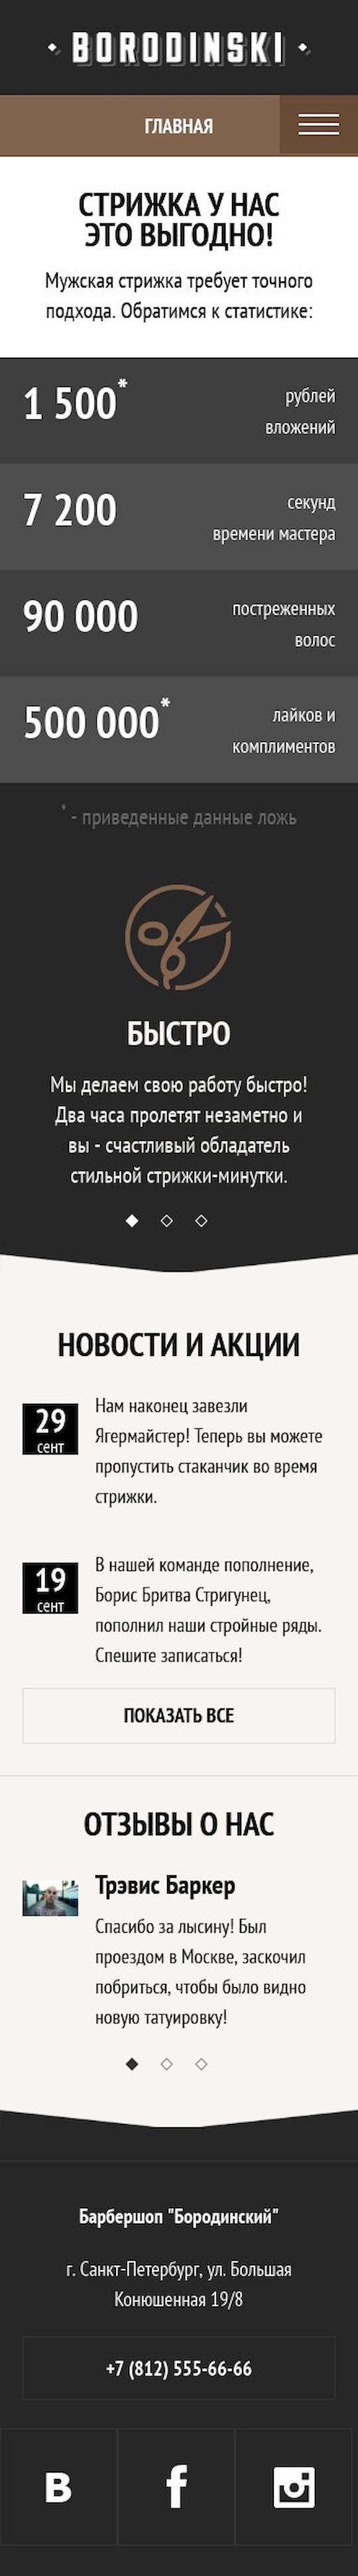 BORODINSKI
ГЛАВНАЯ
СТРИЖКА У НАС
ЭТО ВЫГОДНО!
Мужская стрижка требует точного
подхода. Обратимся к статистике:
1 500*
рублей
вложений
7 200
секунд
времени мастера
90 000
постреженных
волос
500 000*
лайков и
комплиментов
* - приведенные данные ложь
БЫСТРО
Мы делаем свою работу быстро!
Два часа пролетят незаметно и
вы - счастливый обладатель
стильной стрижки-минутки.
НОВОСТИ И АКЦИИ
29
сент
Нам наконец завезли
Ягермайстер! Теперь вы можете
пропустить стаканчик во время
стрижки.
19
сент
В нашей команде пополнение,
Борис Бритва Стригунец,
пополнил наши стройные ряды.
Спешите записаться!
ПОКАЗАТЬ ВСЕ
ОТЗЫВЫ О НАС
Трэвис Баркер
Спасибо за лысину! Был
проездом в Москве, заскочил
побриться, чтобы было видно
новую татуировку!
Барбершоп "Бородинский"
г. Санкт-Петербург, ул. Большая
Конюшенная 19/8
+7 (812) 555-66-66
В f